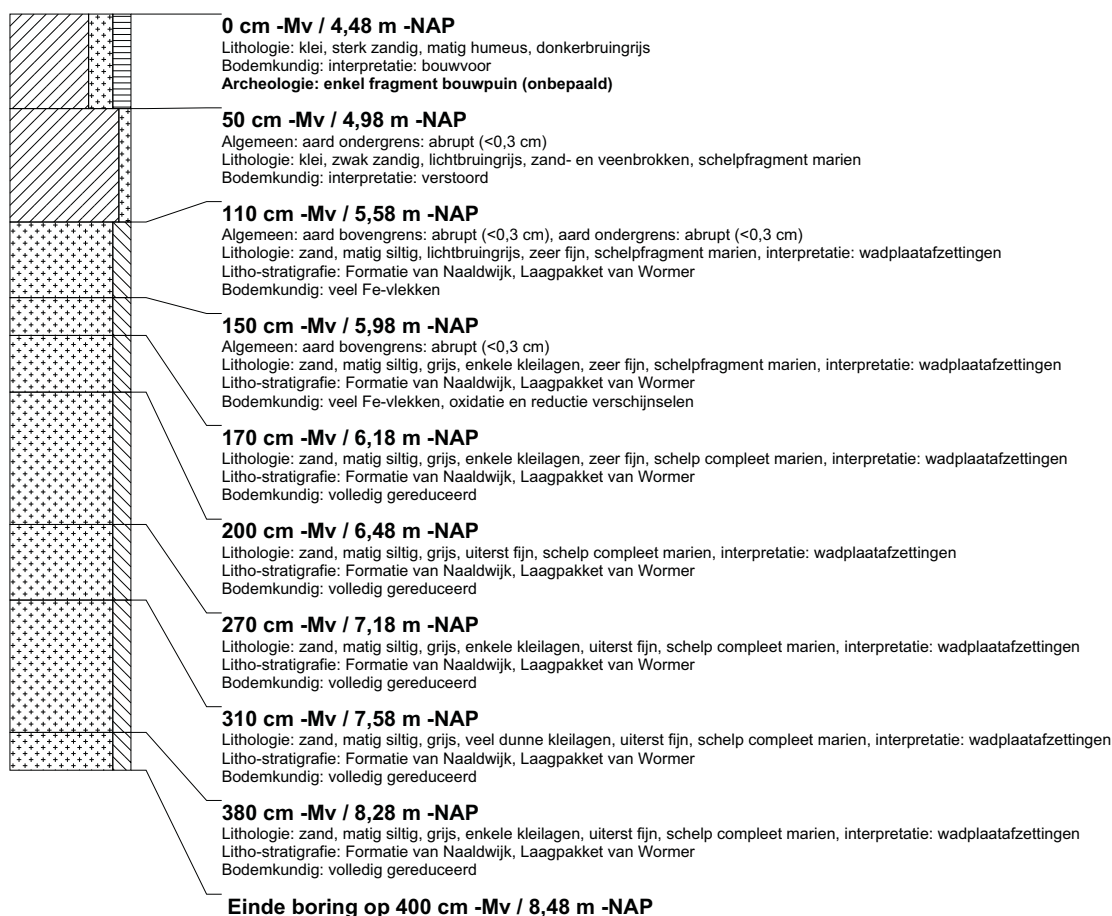 0 cm -Mv / 4,48 m -NAP
Lithologie: klei, sterk zandig, matig humeus, donkerbruingrijs
Bodemkundig: interpretatie: bouwvoor
Archeologie: enkel fragment bouwpuin (onbepaald)
50 cm -Mv / 4,98 m -NAP
Algemeen: aard ondergrens: abrupt (<0,3 cm)
Lithologie: klei, zwak zandig, lichtbruingrijs, zand- en veenbrokken, schelpfragment marien
Bodemkundig: interpretatie: verstoord
110 cm -Mv / 5,58 m -NAP
Algemeen: aard bovengrens: abrupt (<0,3 cm), aard ondergrens: abrupt (<0,3 cm)
Lithologie: zand, matig siltig, lichtbruingrijs, zeer fijn, schelpfragment marien, interpretatie: wadplaatafzettingen
Litho-stratigrafie: Formatie van Naaldwijk, Laagpakket van Wormer
Bodemkundig: veel Fe-vlekken
150 cm -Mv / 5,98 m -NAP
Algemeen: aard bovengrens: abrupt (<0,3 cm)
Lithologie: zand, matig siltig, grijs, enkele kleilagen, zeer fijn, schelpfragment marien, interpretatie: wadplaatafzettingen
Litho-stratigrafie: Formatie van Naaldwijk, Laagpakket van Wormer
Bodemkundig: veel Fe-vlekken, oxidatie en reductie verschijnselen
170 cm -Mv / 6,18 m -NAP
Lithologie: zand, matig siltig, grijs, enkele kleilagen, zeer fijn, schelp compleet marien, interpretatie: wadplaatafzettingen
Litho-stratigrafie: Formatie van Naaldwijk, Laagpakket van Wormer
Bodemkundig: volledig gereduceerd
200 cm -Mv / 6,48 m -NAP
Lithologie: zand, matig siltig, grijs, uiterst fijn, schelp compleet marien, interpretatie: wadplaatafzettingen
Litho-stratigrafie: Formatie van Naaldwijk, Laagpakket van Wormer
Bodemkundig: volledig gereduceerd
270 cm -Mv / 7,18 m -NAP
Lithologie: zand, matig siltig, grijs, enkele kleilagen, uiterst fijn, schelp compleet marien, interpretatie: wadplaatafzettingen
Litho-stratigrafie: Formatie van Naaldwijk, Laagpakket van Wormer
Bodemkundig: volledig gereduceerd
310 cm -Mv / 7,58 m -NAP
Lithologie: zand, matig siltig, grijs, veel dunne kleilagen, uiterst fijn, schelp compleet marien, interpretatie: wadplaatafzettingen
Litho-stratigrafie: Formatie van Naaldwijk, Laagpakket van Wormer
Bodemkundig: volledig gereduceerd
380 cm -Mv / 8,28 m -NAP
Lithologie: zand, matig siltig, grijs, enkele kleilagen, uiterst fijn, schelp compleet marien, interpretatie: wadplaatafzettingen
Litho-stratigrafie: Formatie van Naaldwijk, Laagpakket van Wormer
Bodemkundig: volledig gereduceerd
Einde boring op 400 cm -Mv / 8,48 m -NAP